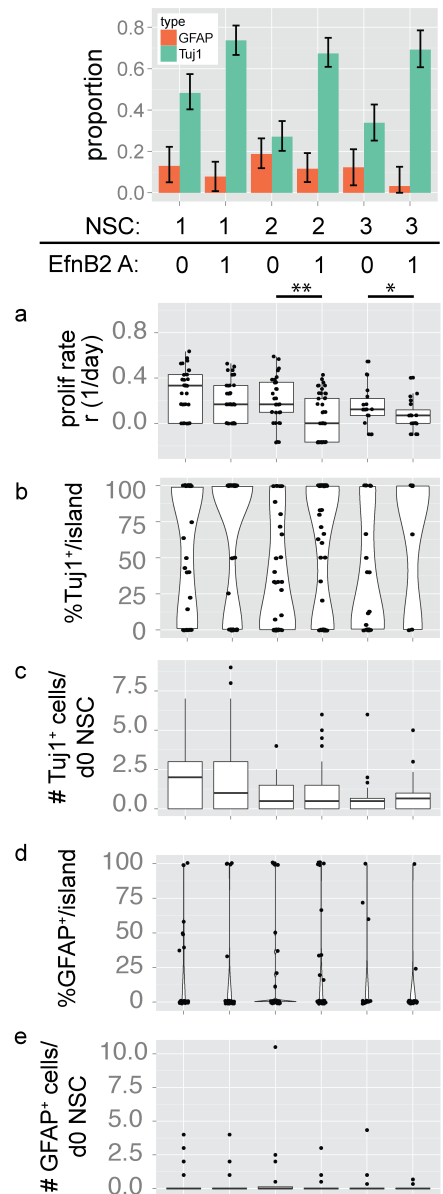 type
GFAP
Tuj1
proportion
0.8
0.6
0.4
0.2
0.0
NSC: 1 1 2 2 3 3
EfnB2 A: 0 1 0 1 0 1
** *
a
prolif rate
r (1/day)
0.8
0.4
0.0
b
%Tuj1⁺/island
100
75
50
25
0
c
# Tuj1⁺ cells/
d0 NSC
7.5
5.0
2.5
0.0
d
%GFAP⁺/island
100
75
50
25
0
e
# GFAP⁺ cells/
d0 NSC
10.0
7.5
5.0
2.5
0.0